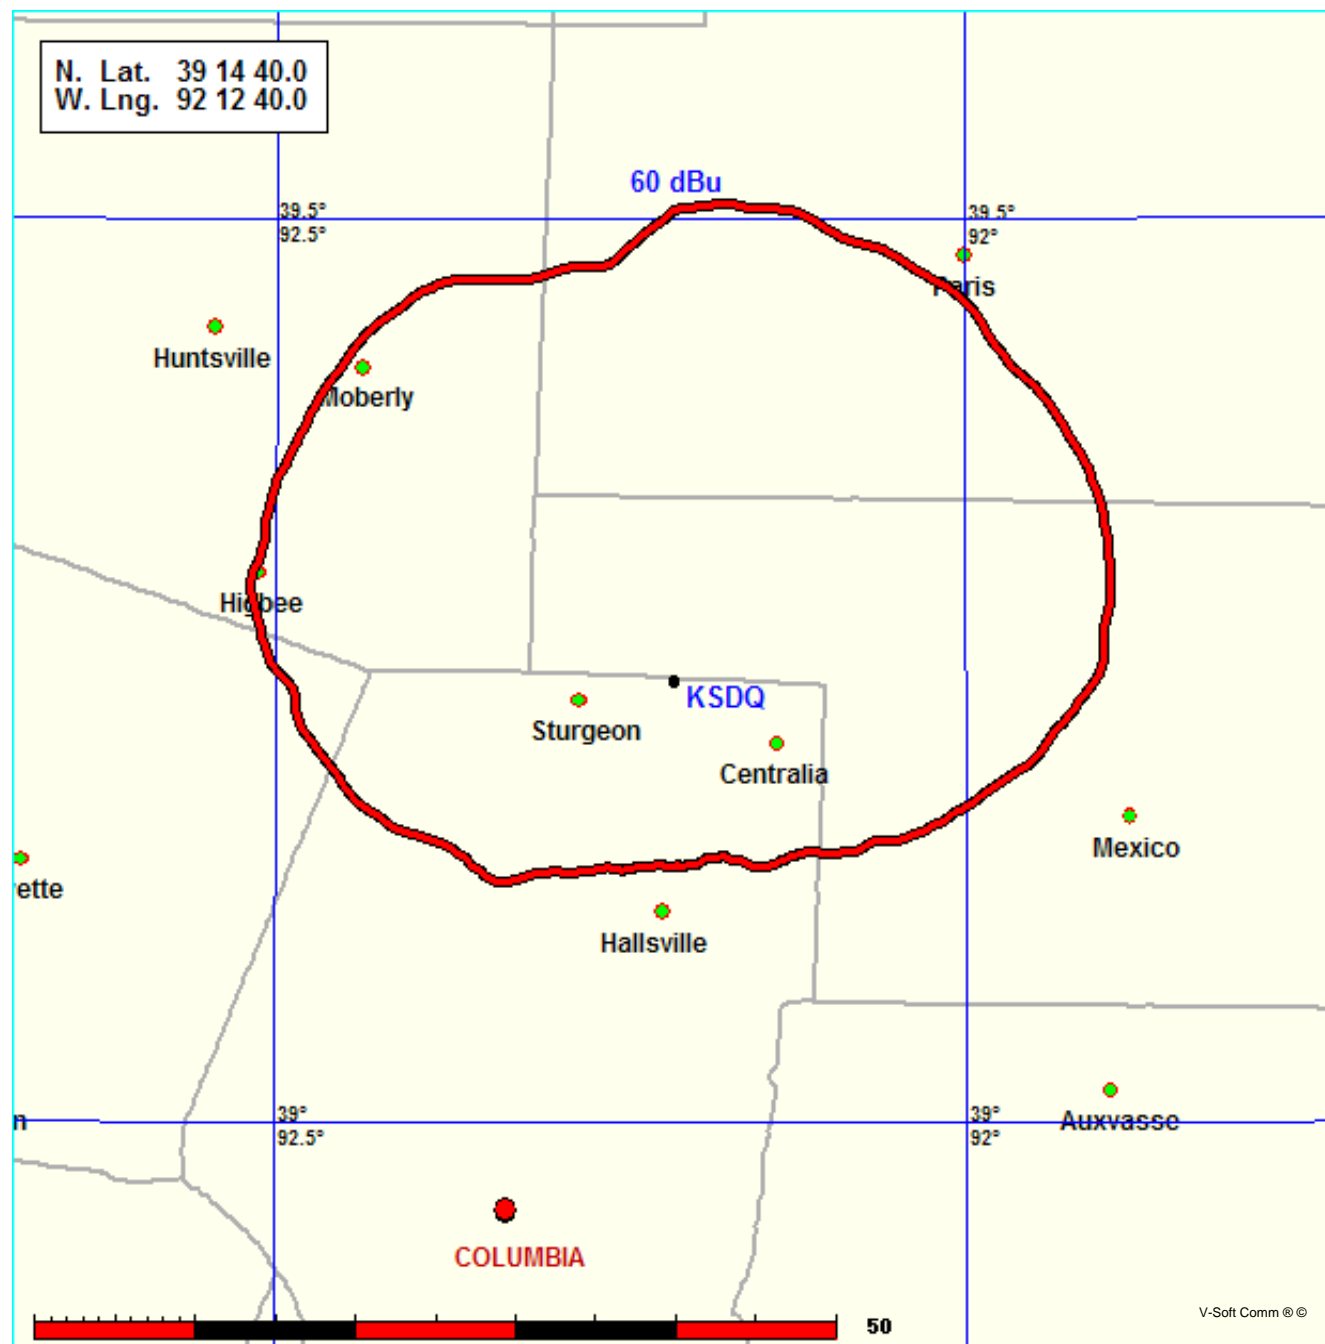 N. Lat. 39 14 40.0
W. Lng. 92 12 40.0
60 dBu
39.5°
92.5°
39.5°
92°
Paris
Huntsville
Moberly
Higbee
KSDQ
Sturgeon
Centralia
Mexico
ette
Hallsville
n
39°
92.5°
39°
92°
Auxvasse
COLUMBIA
V-Soft Comm ® ©
50